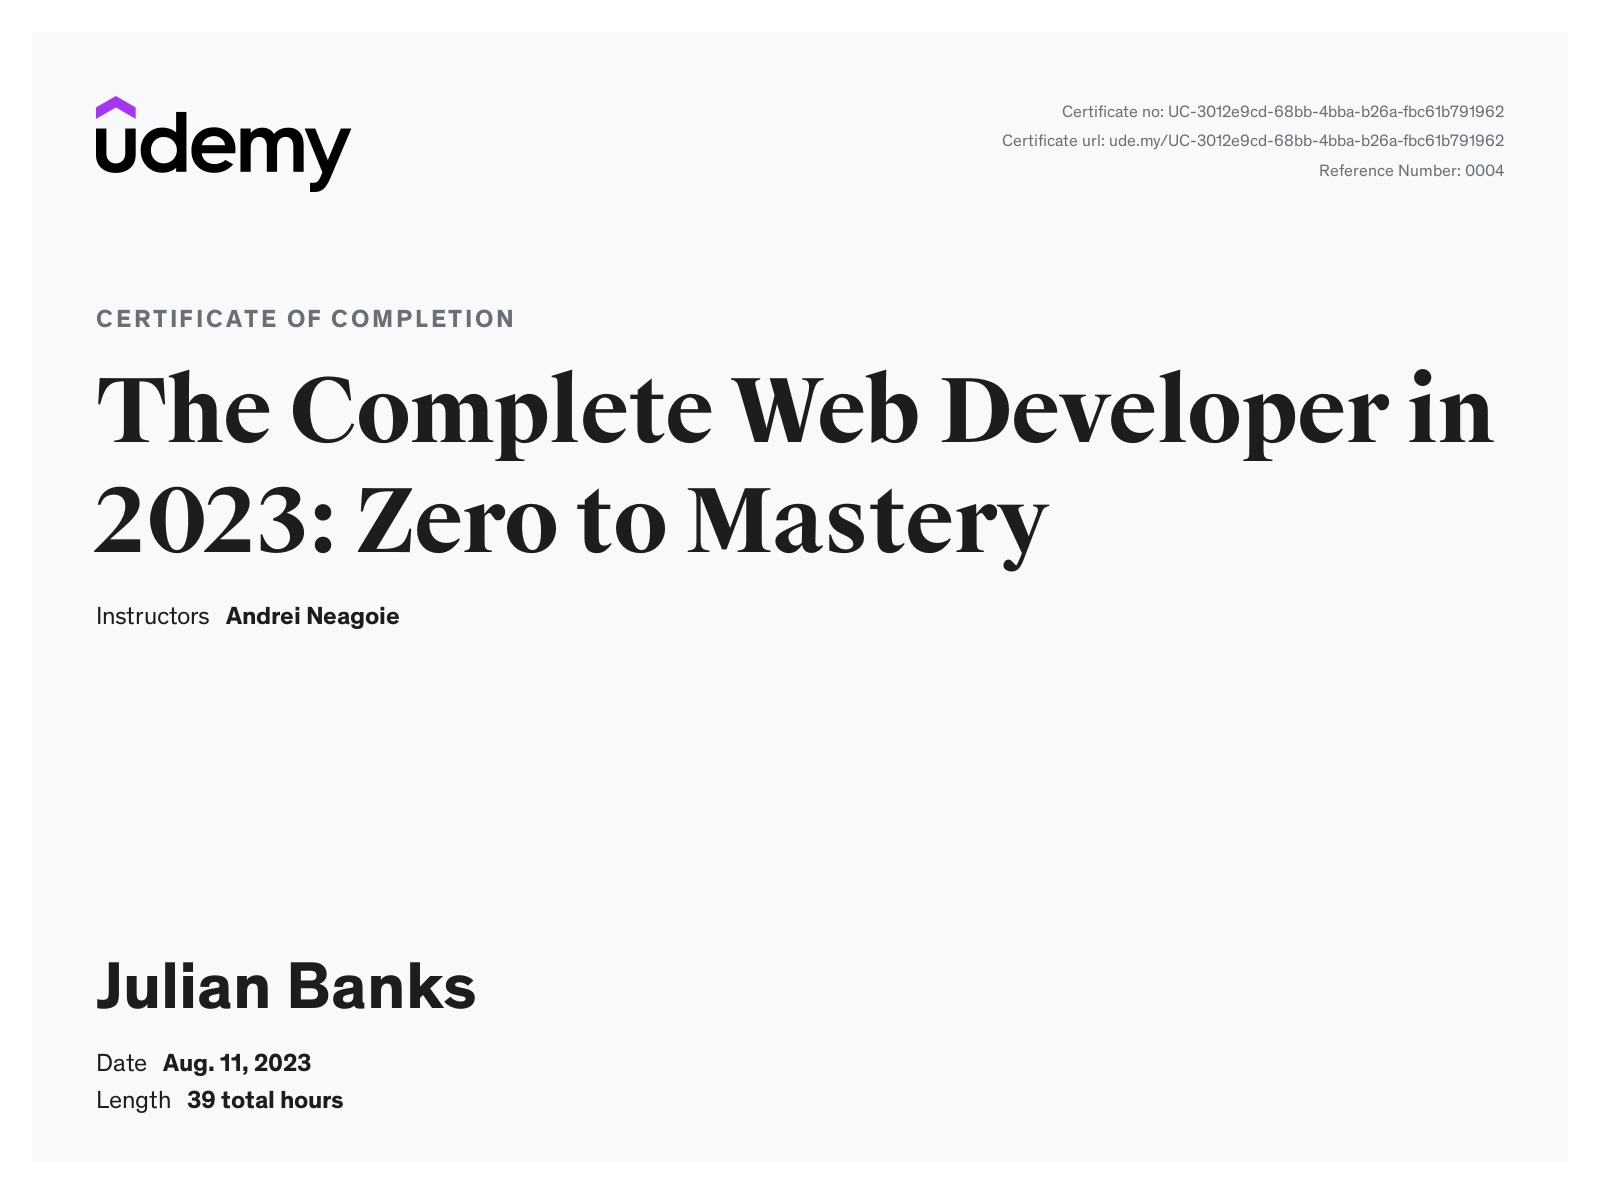 udemy
Certificate no: UC-3012e9cd-68bb-4bba-b26a-fbc61b791962
Certificate url: ude.my/UC-3012e9cd-68bb-4bba-b26a-fbc61b791962
Reference Number: 0004
CERTIFICATE OF COMPLETION
The Complete Web Developer in
2023: Zero to Mastery
Instructors Andrei Neagoie
Julian Banks
Date Aug. 11, 2023
Length 39 total hours